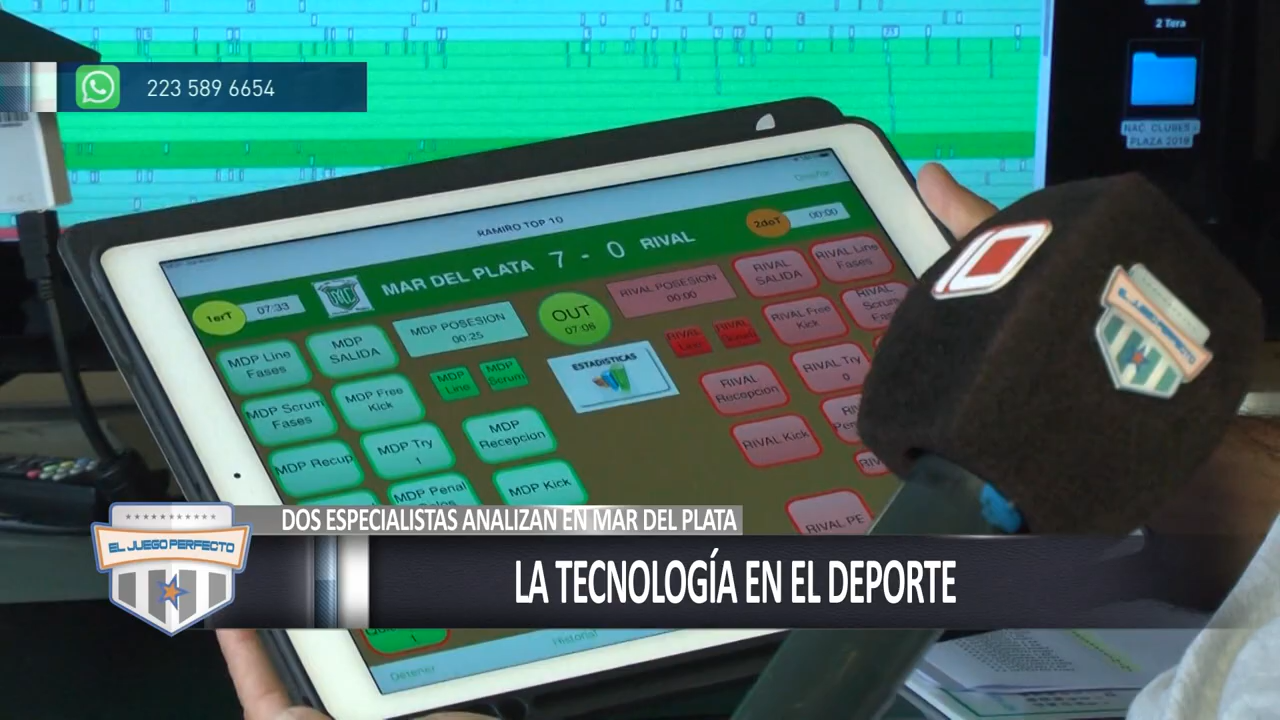 2 Tera
223 589 6654
NAC. CLUBES -
PLAZA 2019
RAMIRO TOP 10
MAR DEL PLATA 7 - 0 RIVAL
2doT 00:00
1erT 07:33
MDP POSESION
00:25
OUT
07:08
RIVAL POSESION
00:00
RIVAL
SALIDA
RIVAL Line
Fases
MDP Line
Fases
MDP
SALIDA
MDP
Line
MDP
Scrum
ESTADISTICAS
RIVAL Free
Kick
RIVAL
Scrum
MDP Scrum
Fases
MDP Free
Kick
RIVAL
Recepcion
RIVAL Try
0
MDP Recup
MDP Try
1
MDP
Recepcion
RIVAL Kick
MDP Penal
MDP Kick
RIVAL PE
DOS ESPECIALISTAS ANALIZAN EN MAR DEL PLATA
EL JUEGO PERFECTO
LA TECNOLOGÍA EN EL DEPORTE
1
Historial
Detener
EL JUEGO PERFECTO